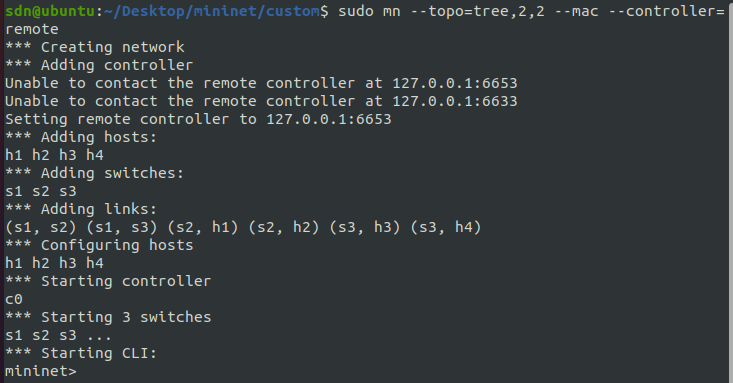 sdn@ubuntu:~/Desktop/mininet/custom$ sudo mn --topo=tree,2,2 --mac --controller=
remote
*** Creating network
*** Adding controller
Unable to contact the remote controller at 127.0.0.1:6653
Unable to contact the remote controller at 127.0.0.1:6633
Setting remote controller to 127.0.0.1:6653
*** Adding hosts:
h1 h2 h3 h4
*** Adding switches:
s1 s2 s3
*** Adding links:
(s1, s2) (s1, s3) (s2, h1) (s2, h2) (s3, h3) (s3, h4)
*** Configuring hosts
h1 h2 h3 h4
*** Starting controller
c0
*** Starting 3 switches
s1 s2 s3 ...
*** Starting CLI:
mininet>